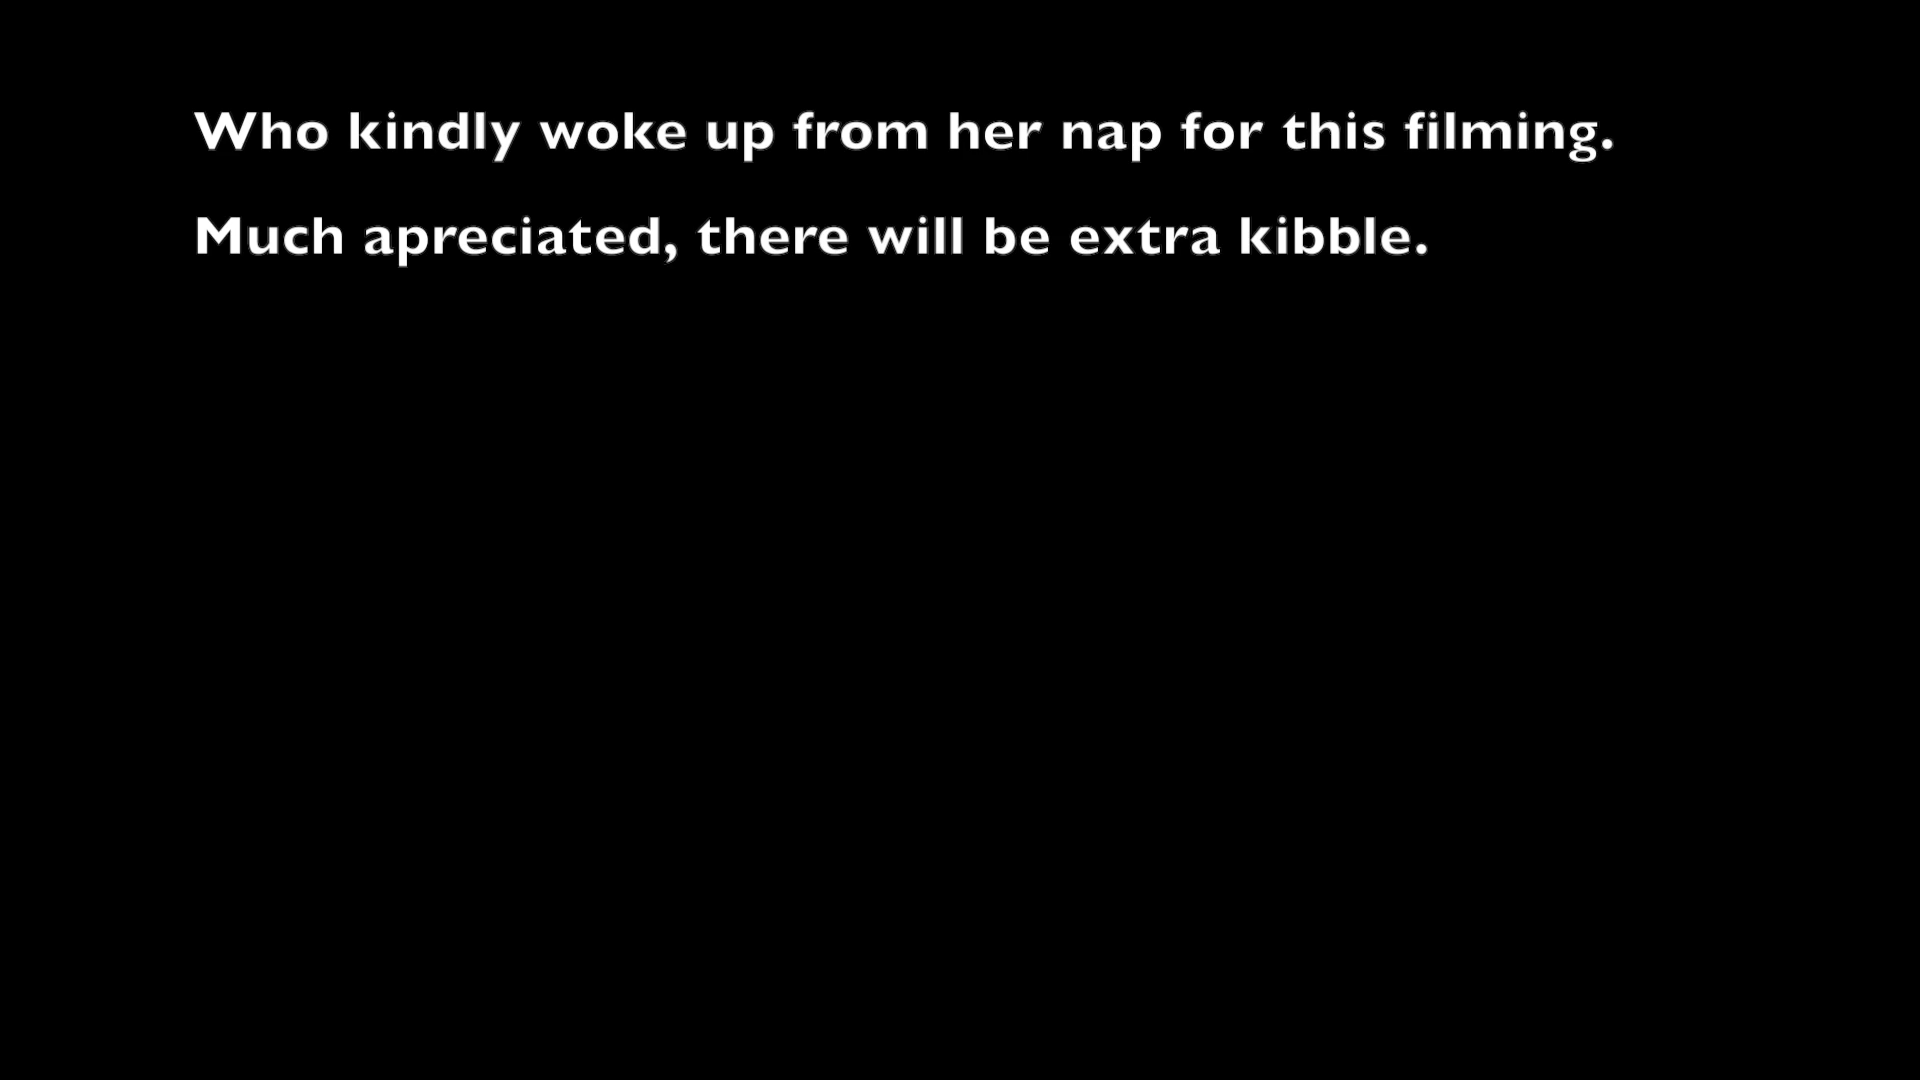 Who kindly woke up from her nap for this filming.
Much apreciated, there will be extra kibble.